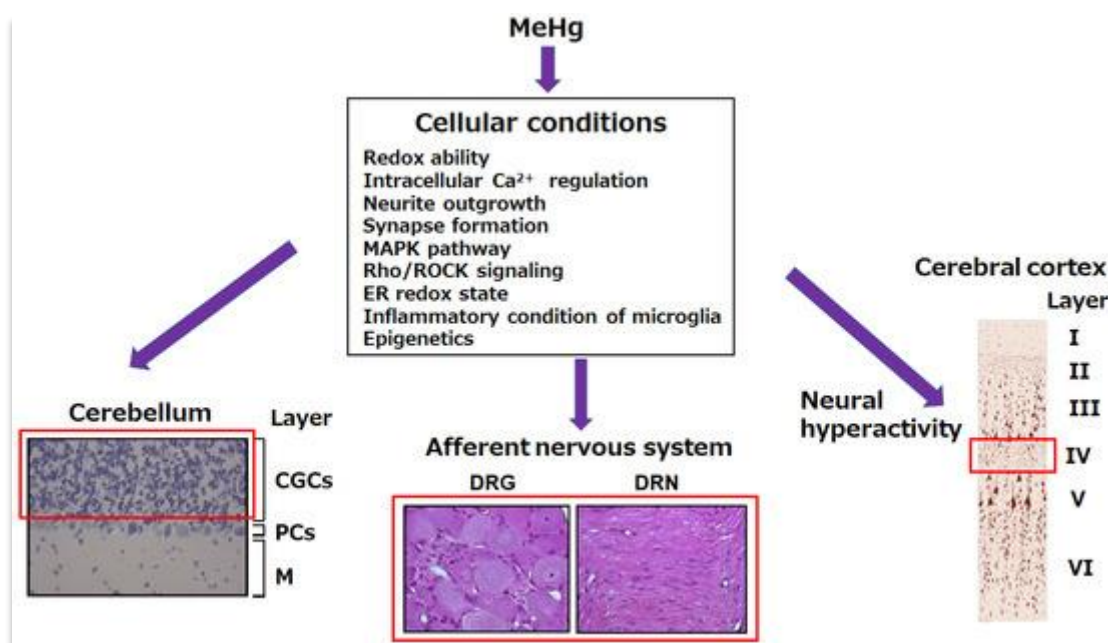 MeHg
Cellular conditions
Redox ability
Intracellular Ca²⁺ regulation
Neurite outgrowth
Synapse formation
MAPK pathway
Rho/ROCK signaling
ER redox state
Inflammatory condition of microglia
Epigenetics
Cerebellum
Layer
CGCs
PCs
M
Afferent nervous system
DRG DRN
Neural
hyperactivity
Cerebral cortex
Layer
I
II
III
IV
V
VI